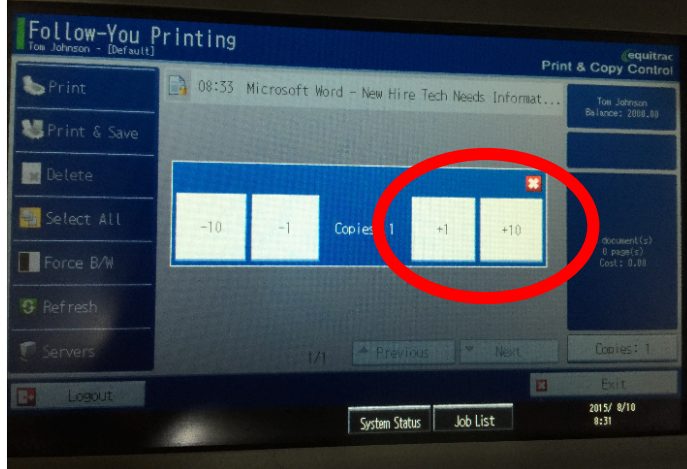 Follow-You Printing
Tom Johnson - [Default]
equitrac
Print & Copy Control
Print
Print & Save
Delete
Select All
Force B/W
Refresh
Servers
Logout
08:33 Microsoft Word - New Hire Tech Needs Informat...
Tom Johnson
Balance: 2000.00
-10
-1
Copies: 1
+1
+10
document(s)
0 page(s)
Cost: 0.00
1/1
Previous
Next
Copies: 1
Exit
System Status
Job List
2015/ 8/10
8:31